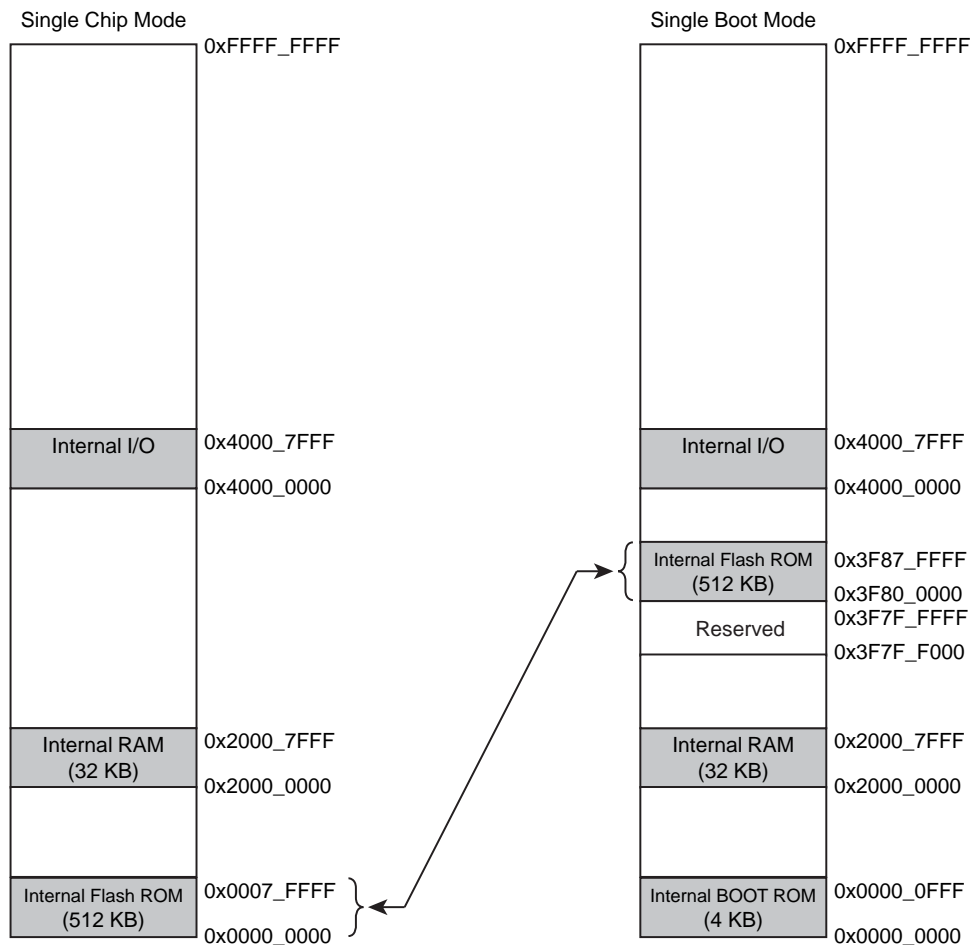 Single Chip Mode
0xFFFF_FFFF
Internal I/O
0x4000_7FFF
0x4000_0000
Internal RAM
(32 KB)
0x2000_7FFF
0x2000_0000
Internal Flash ROM
(512 KB)
0x0007_FFFF
0x0000_0000
Single Boot Mode
0xFFFF_FFFF
Internal I/O
0x4000_7FFF
0x4000_0000
Internal Flash ROM
(512 KB)
0x3F87_FFFF
0x3F80_0000
Reserved
0x3F7F_FFFF
0x3F7F_F000
Internal RAM
(32 KB)
0x2000_7FFF
0x2000_0000
Internal BOOT ROM
(4 KB)
0x0000_0FFF
0x0000_0000